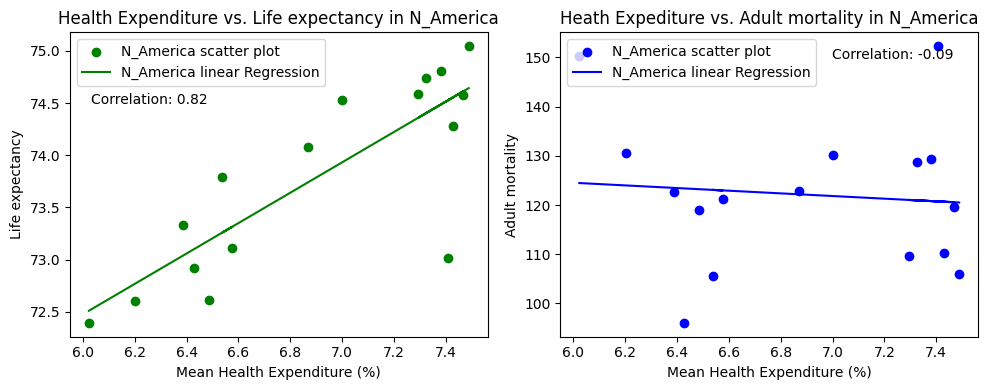 Health Expenditure vs. Life expectancy in N_America
N_America scatter plot
N_America linear Regression
Correlation: 0.82
Life expectancy
75.0
74.5
74.0
73.5
73.0
72.5
6.0 6.2 6.4 6.6 6.8 7.0 7.2 7.4
Mean Health Expenditure (%)
Heath Expediture vs. Adult mortality in N_America
N_America scatter plot
N_America linear Regression
Correlation: -0.09
Adult mortality
150
140
130
120
110
100
6.0 6.2 6.4 6.6 6.8 7.0 7.2 7.4
Mean Health Expenditure (%)